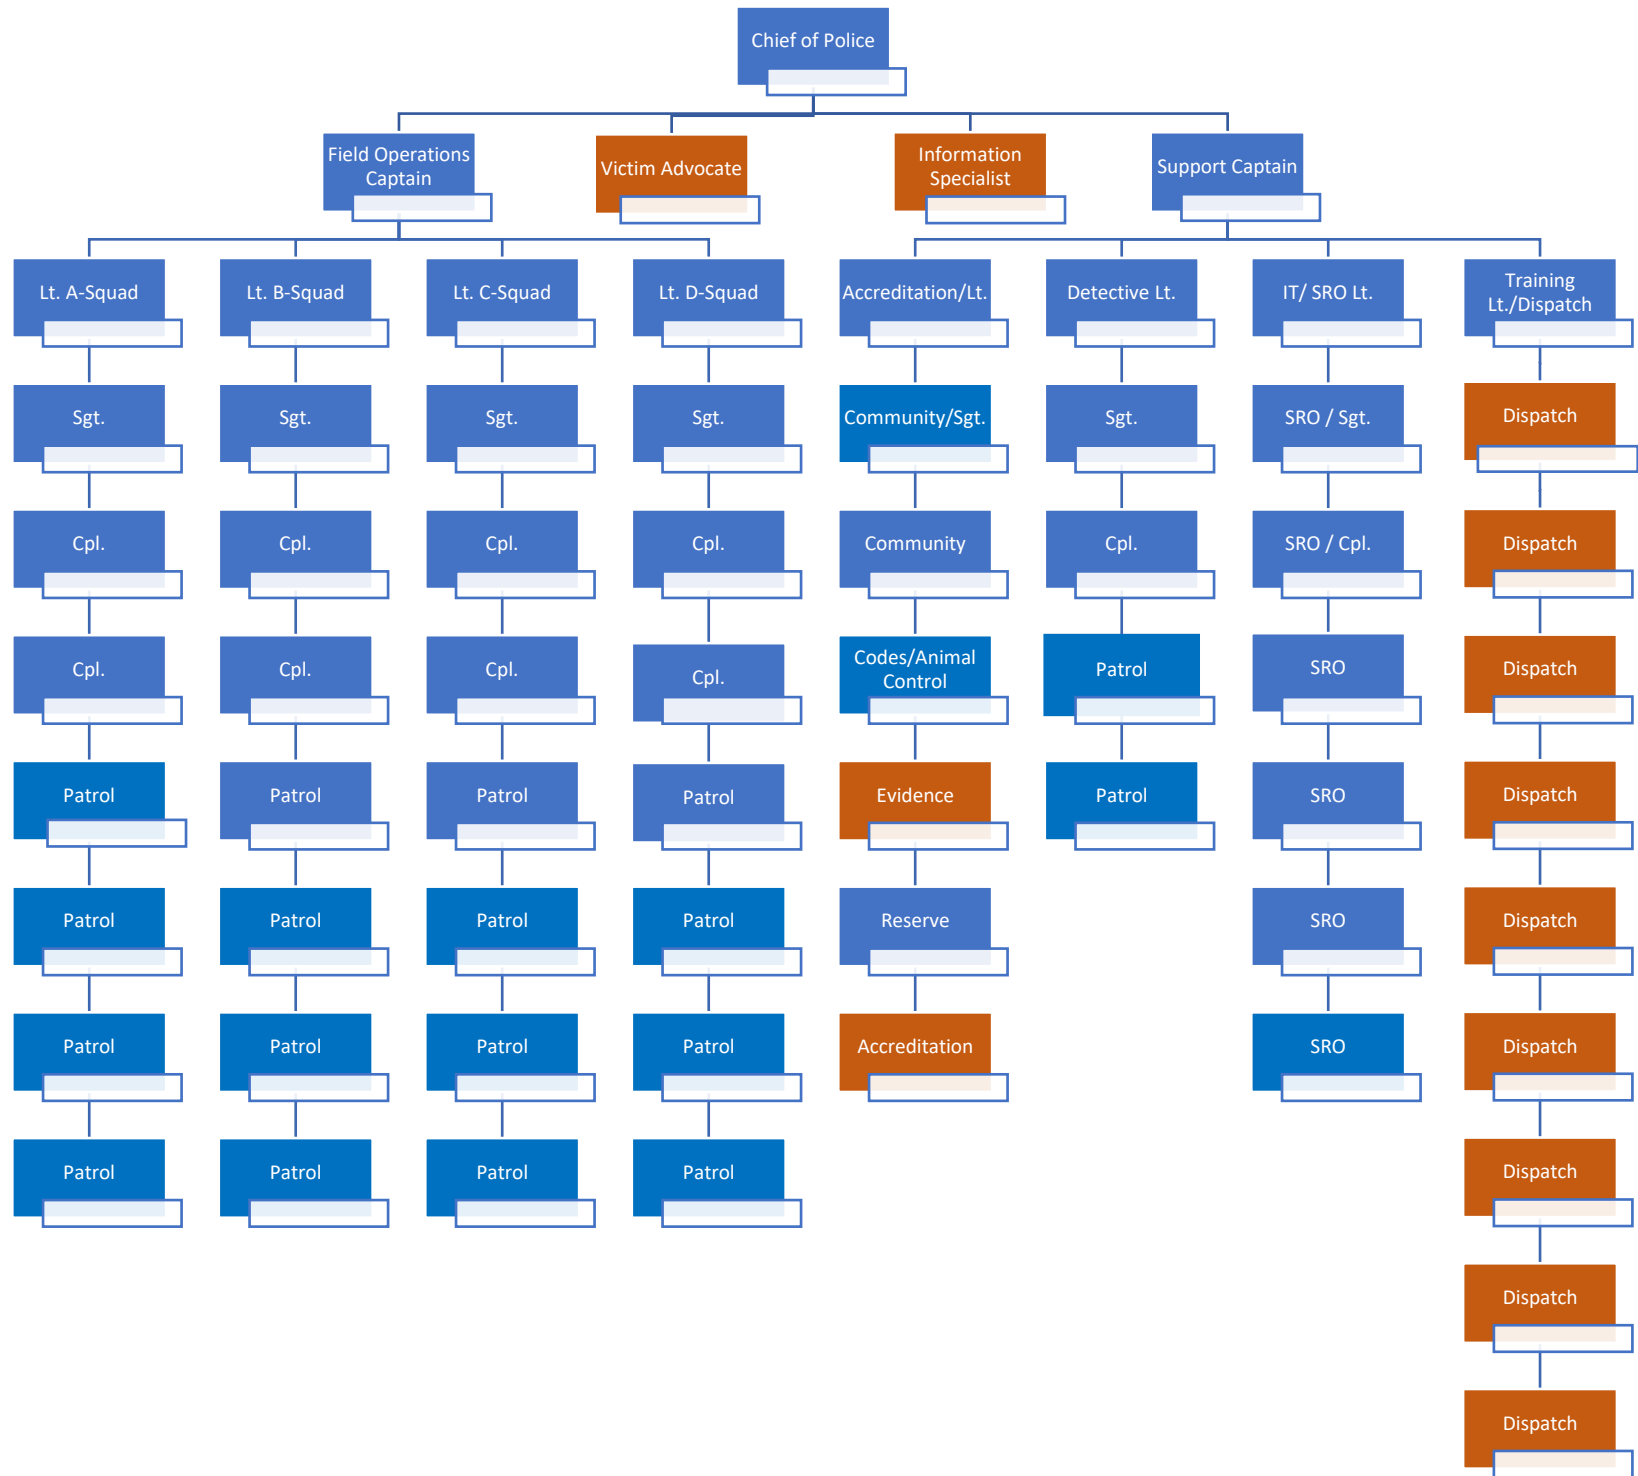 Chief of Police
Field Operations
Captain
Victim Advocate
Information
Specialist
Support Captain
Lt. A-Squad
Lt. B-Squad
Lt. C-Squad
Lt. D-Squad
Accreditation/Lt.
Detective Lt.
IT/ SRO Lt.
Training
Lt./Dispatch
Sgt.
Sgt.
Sgt.
Sgt.
Community/Sgt.
Sgt.
SRO / Sgt.
Dispatch
Cpl.
Cpl.
Cpl.
Cpl.
Community
Cpl.
SRO / Cpl.
Dispatch
Cpl.
Cpl.
Cpl.
Cpl.
Codes/Animal
Control
Patrol
SRO
Dispatch
Patrol
Patrol
Patrol
Patrol
Evidence
Patrol
SRO
Dispatch
Patrol
Patrol
Patrol
Patrol
Reserve
SRO
Dispatch
Patrol
Patrol
Patrol
Patrol
Accreditation
SRO
Dispatch
Patrol
Patrol
Patrol
Patrol
Dispatch
Dispatch
Dispatch